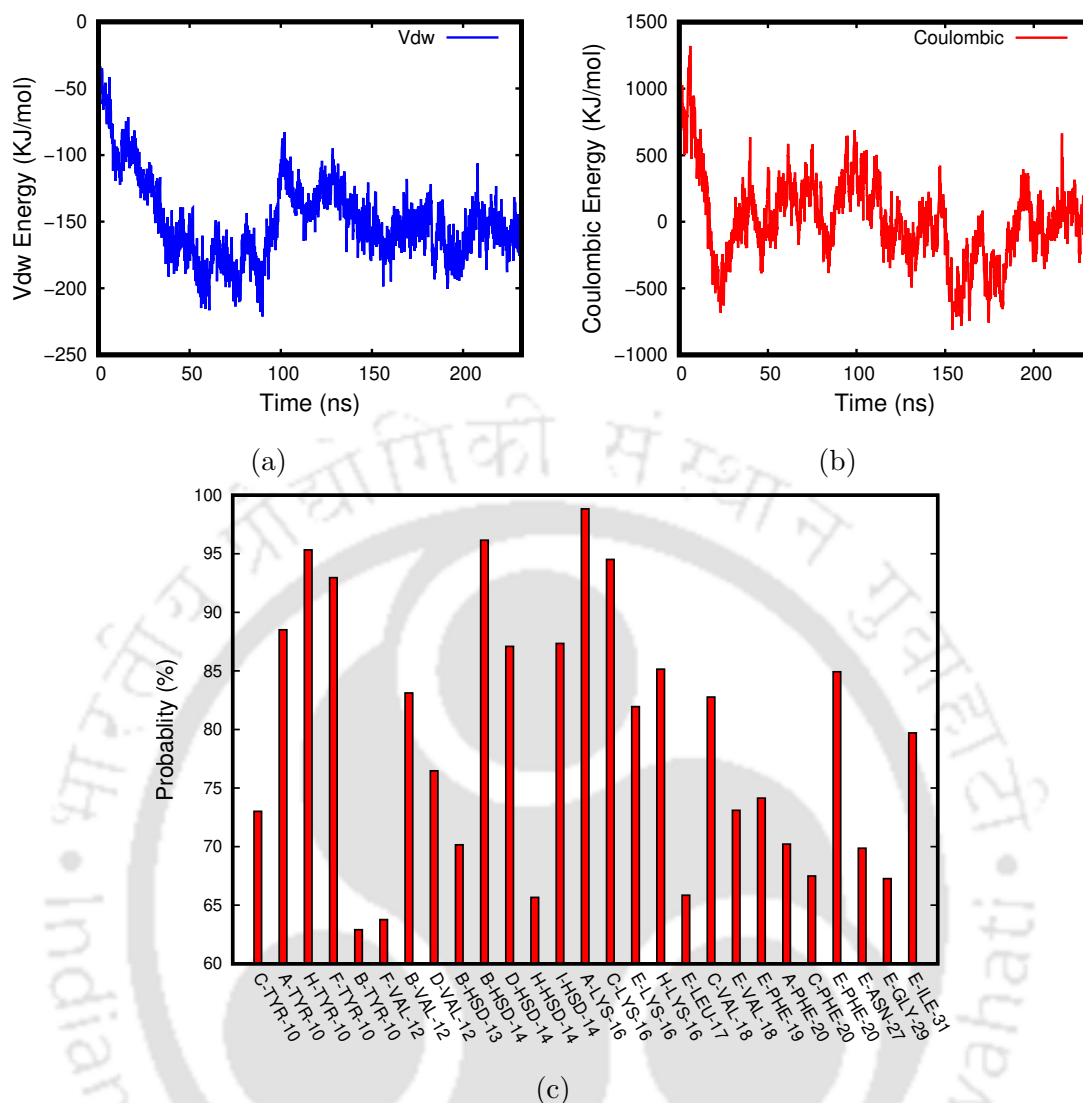 0
−50
−100
−150
−200
−250
Vdw Energy (KJ/mol)
Vdw
0 50 100 150 200
Time (ns)
(a)
1500
1000
500
0
−500
−1000
Coulombic Energy (KJ/mol)
Coulombic
0 50 100 150 200
Time (ns)
(b)
100
95
90
85
80
75
70
65
60
Probablity (%)
C-TYR-10
A-TYR-10
H-TYR-10
F-TYR-10
B-TYR-10
F-VAL-12
B-VAL-12
D-VAL-12
B-HSD-13
B-HSD-14
D-HSD-14
H-HSD-14
I-HSD-14
A-LYS-16
C-LYS-16
E-LYS-16
H-LYS-16
E-LEU-17
C-VAL-18
E-VAL-18
E-PHE-19
A-PHE-20
C-PHE-20
E-PHE-20
E-ASN-27
E-GLY-29
E-ILE-31
(c)
भारतीय प्रौद्योगिकी संस्थान गुवाहाटी
• Indian
wahati •